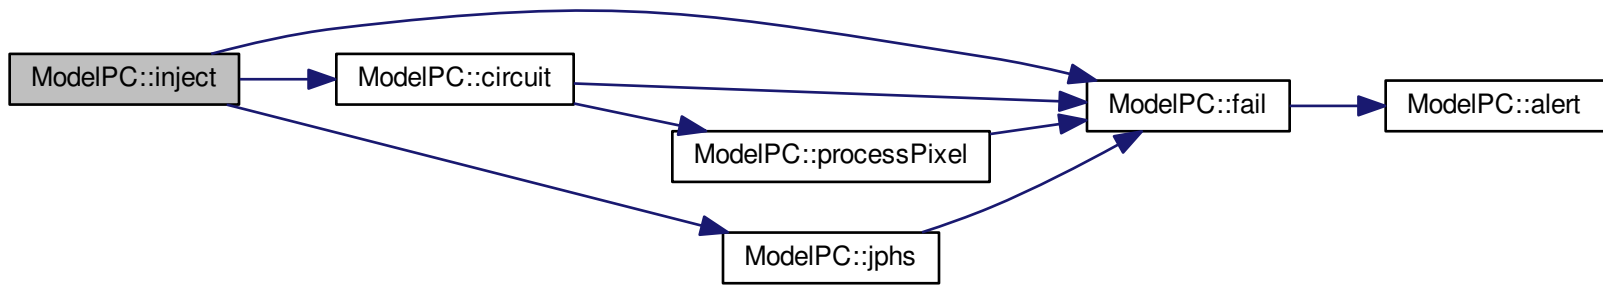 ModelPC::inject
ModelPC::circuit
ModelPC::processPixel
ModelPC::jphs
ModelPC::fail
ModelPC::alert